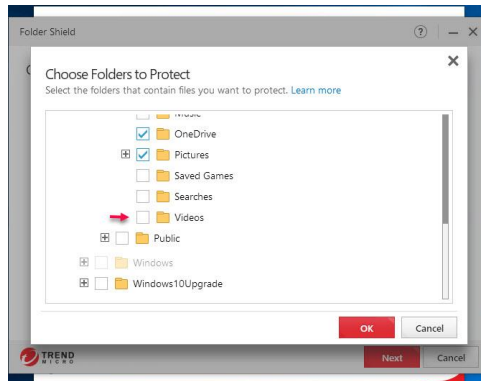 Folder Shield
Choose Folders to Protect
Select the folders that contain files you want to protect. Learn more
Music
OneDrive
Pictures
Saved Games
Searches
Videos
Public
Windows
Windows10Upgrade
OK Cancel
TREND
MICRO
Next Cancel